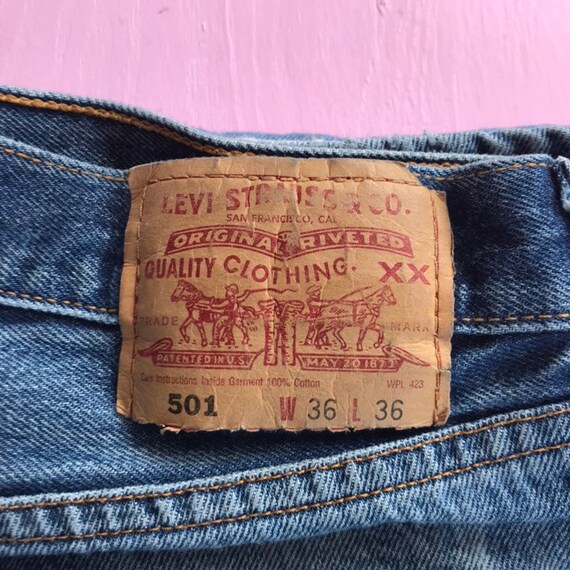 LEVI STRAUSS & CO.
SAN FRANCISCO, CAL
ORIGINAL RIVETED
QUALITY CLOTHING. XX
TRADE MARK
PATENTED IN U.S. MAY 20 1873
Care Instructions Inside Garment 100% Cotton WPL 423
501 W 36 L 36